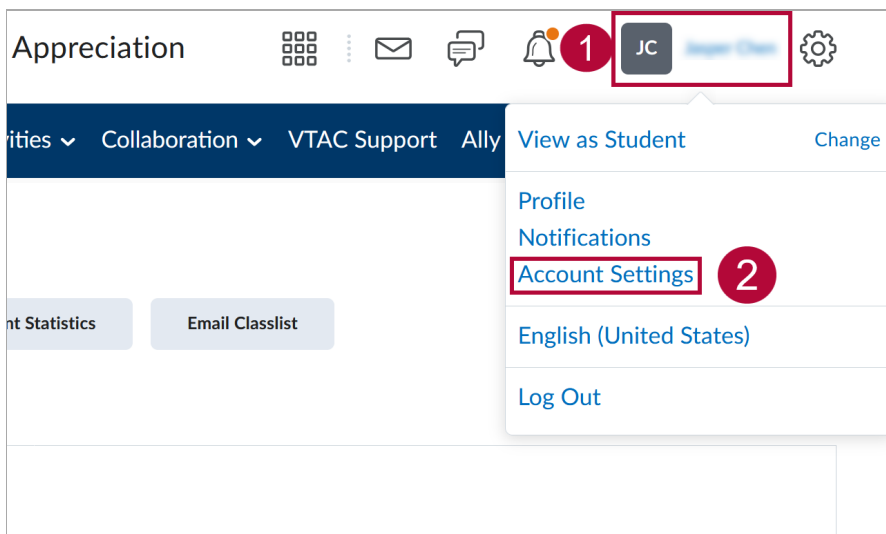 Appreciation
1
JC
vities
Collaboration
VTAC Support
Ally
View as Student
Change
Profile
Notifications
Account Settings
2
nt Statistics
Email Classlist
English (United States)
Log Out